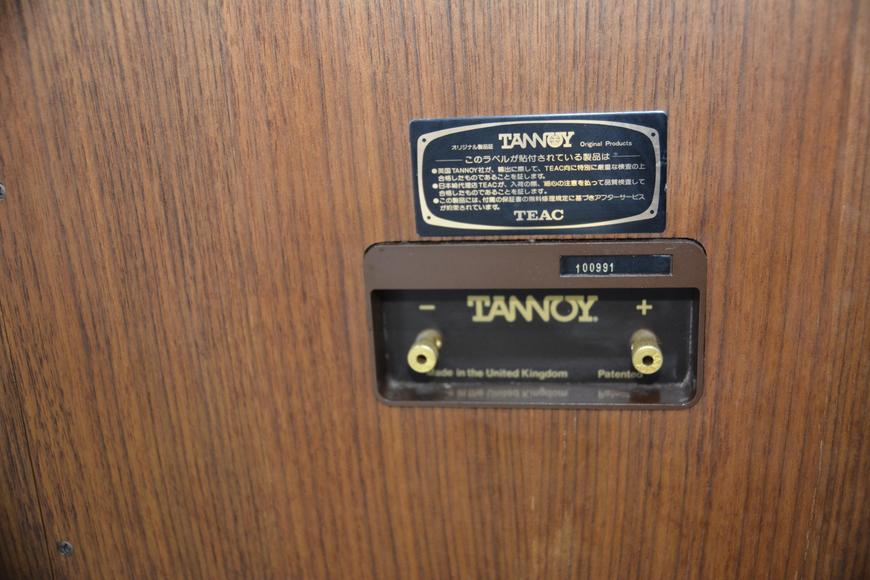 オリジナル製品証 TANNOY Original Products
このラベルが貼付されている製品は
●英国TANNOY社が、輸出に際して、TEAC向に特別に厳重な検査の上
合格したものであることを証します。
●日本総代理店TEACが、入荷の際、細心の注意を払って品質検査して
合格したものであることを証します。
●この製品には、付属の保証書の無料修理規定に基づきアフターサービス
が約束されています。
TEAC
100991
− TANNOY. +
Made in the United Kingdom Patented